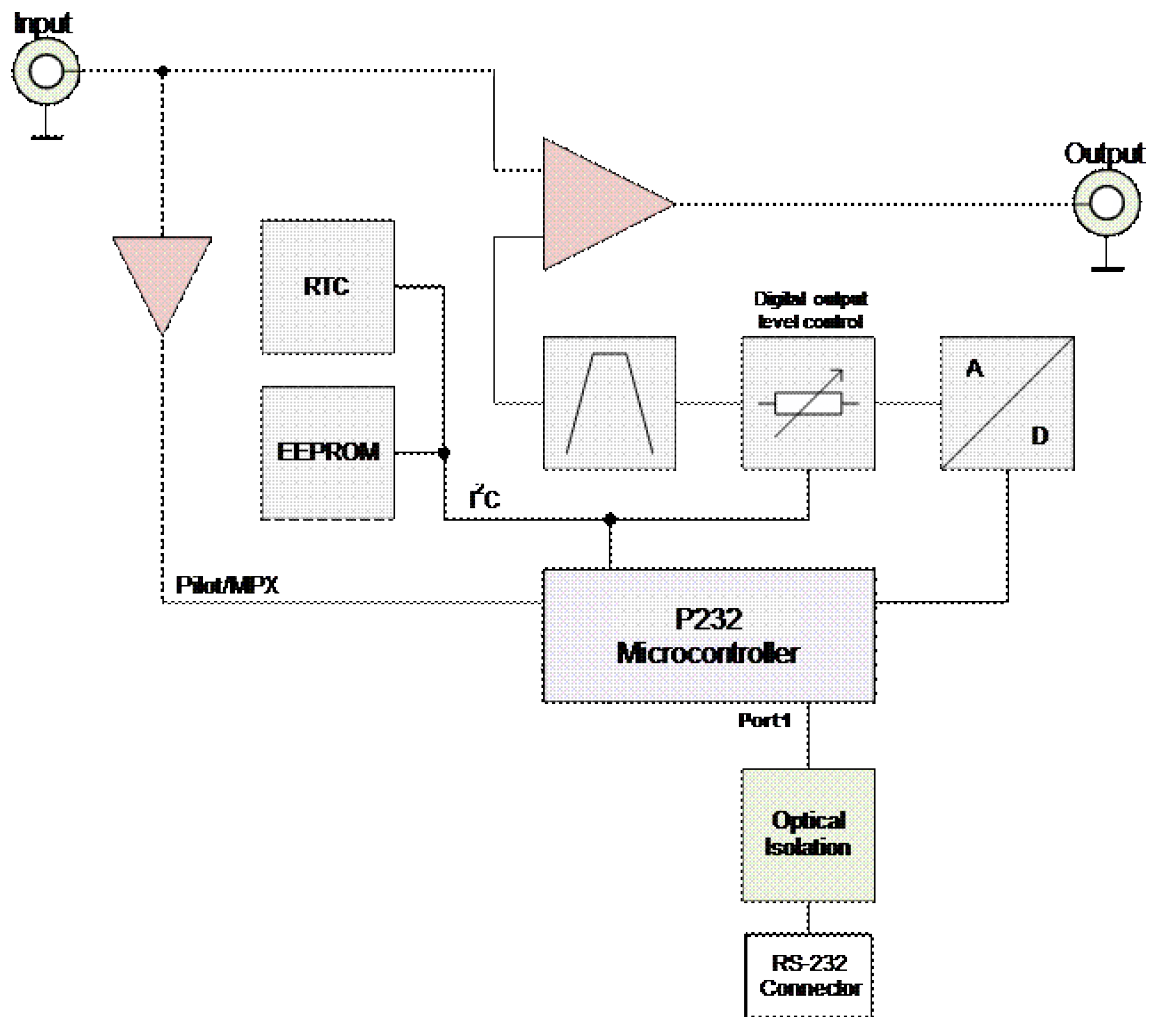 Input
Output
RTC
Digital output
level control
A
D
EEPROM
I²C
Pilot/MPX
P232
Microcontroller
Port1
Optical
Isolation
RS-232
Connector